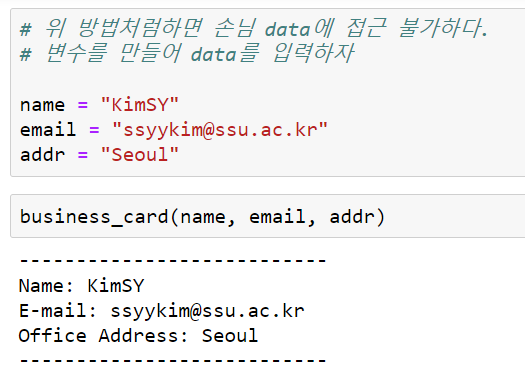 # 위 방법처럼하면 손님 data에 접근 불가하다.
# 변수를 만들어 data를 입력하자
name = "KimSY"
email = "ssyykim@ssu.ac.kr"
addr = "Seoul"
business_card(name, email, addr)
---------------------------
Name: KimSY
E-mail: ssyykim@ssu.ac.kr
Office Address: Seoul
---------------------------